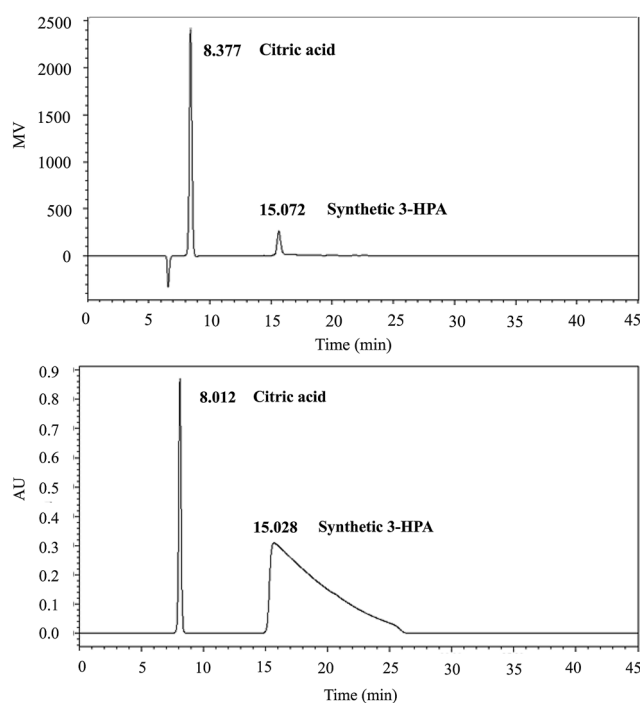 2500
2000
1500
1000
500
0
MV
8.377 Citric acid
15.072 Synthetic 3-HPA
0 5 10 15 20 25 30 35 40 45
Time (min)
0.9
0.8
0.7
0.6
0.5
0.4
0.3
0.2
0.1
0.0
AU
8.012 Citric acid
15.028 Synthetic 3-HPA
0 5 10 15 20 25 30 35 40 45
Time (min)